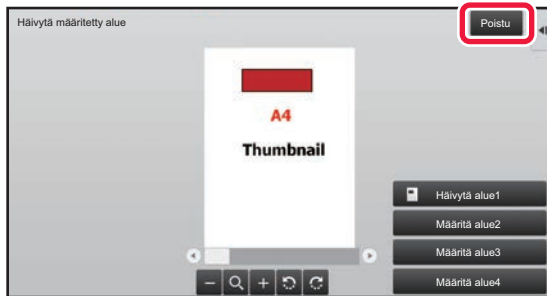 Häivytä määritetty alue
Poistu
A4
Thumbnail
Häivytä alue1
Määritä alue2
Määritä alue3
Määritä alue4